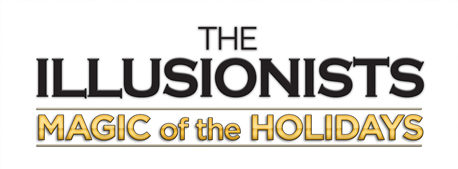 THE
ILLUSIONISTS
MAGIC of the HOLIDAYS